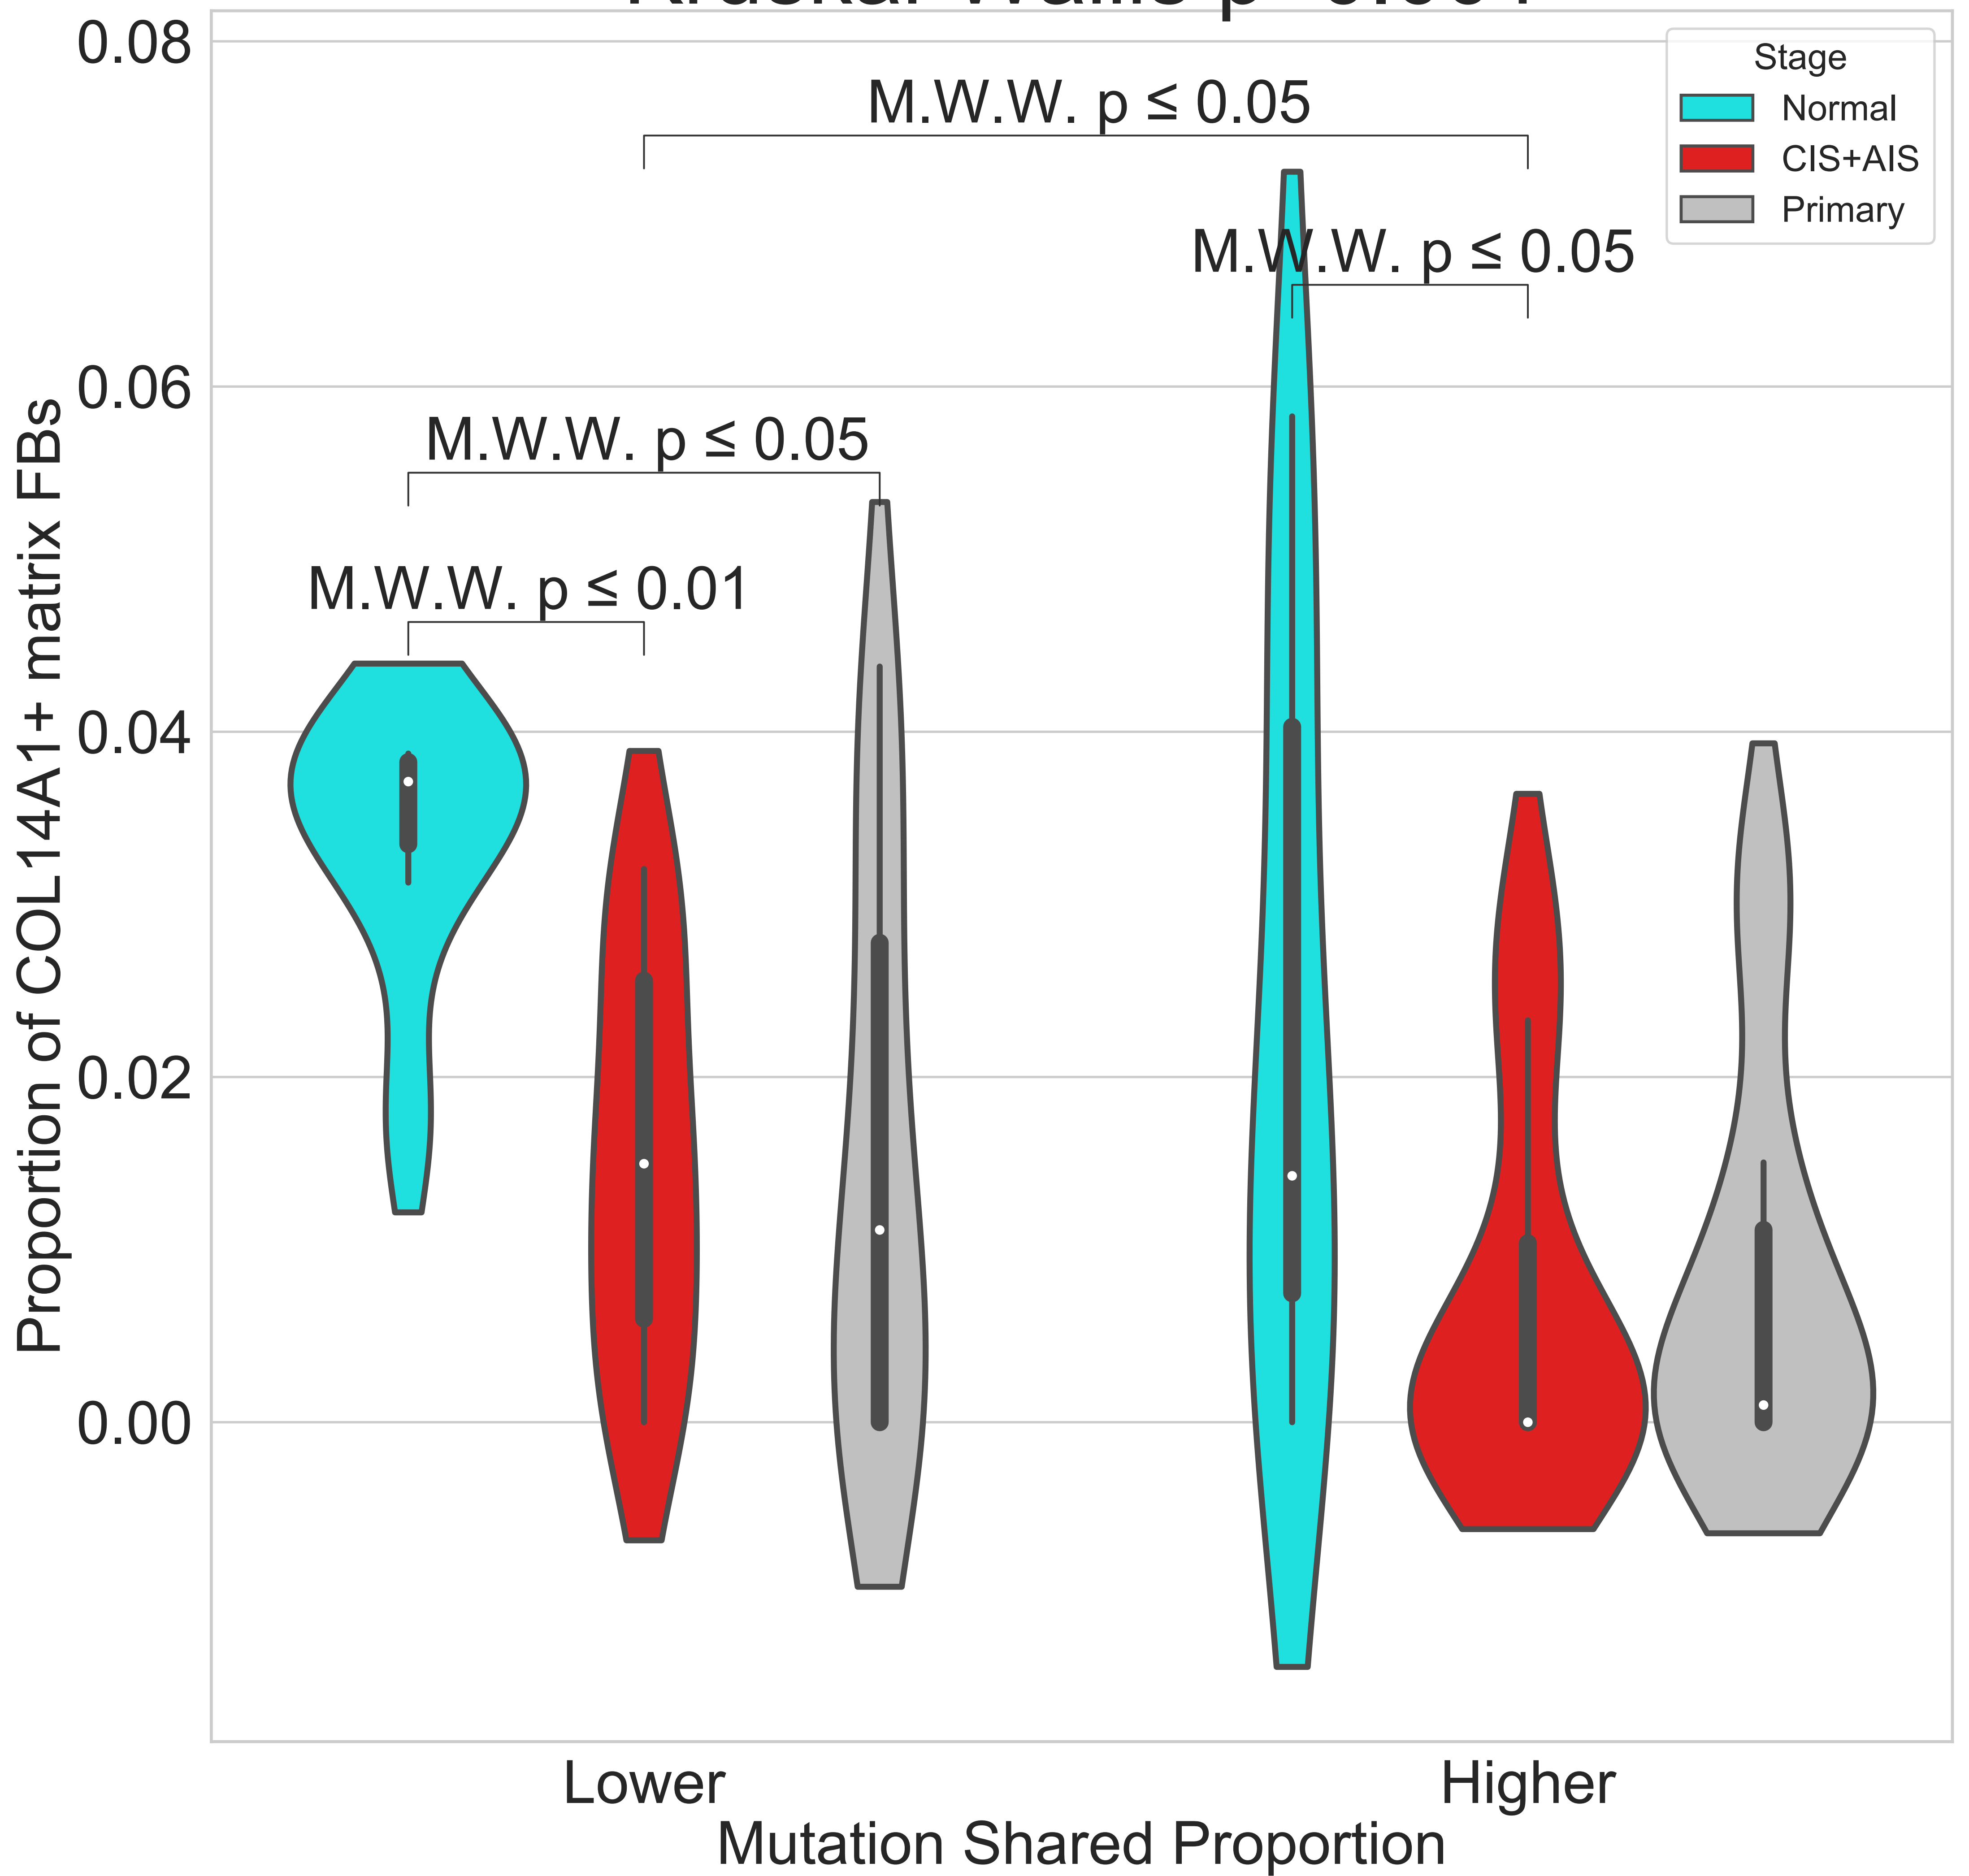 0.08
0.06
0.04
0.02
0.00
Proportion of COL14A1+ matrix FBs
M.W.W. p ≤ 0.05
M.W.W. p ≤ 0.05
M.W.W. p ≤ 0.05
M.W.W. p ≤ 0.01
Stage
Normal
CIS+AIS
Primary
Lower
Higher
Mutation Shared Proportion